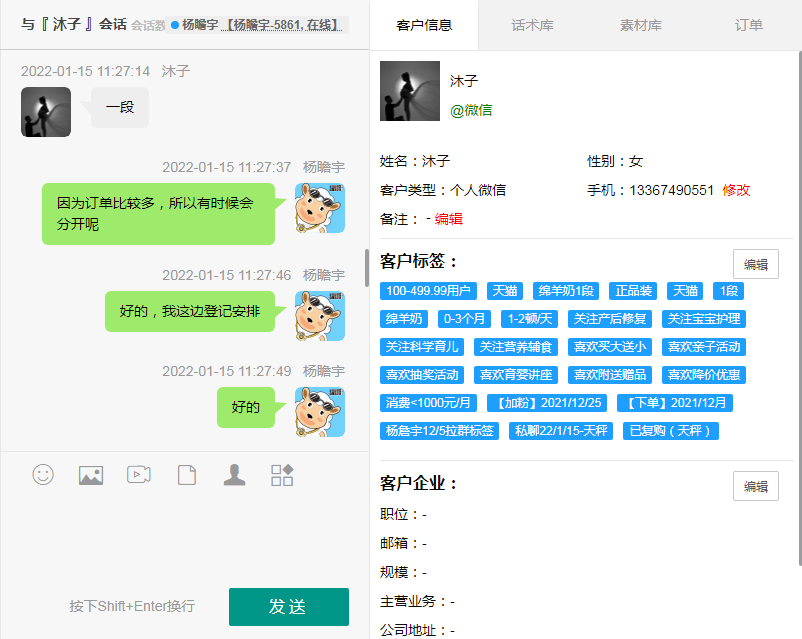 与『 沐子 』会话 会话数 杨瞻宇 【杨瞻宇-5861, 在线】
2022-01-15 11:27:14 沐子
一段
2022-01-15 11:27:37 杨瞻宇
因为订单比较多，所以有时候会
分开呢
2022-01-15 11:27:46 杨瞻宇
好的，我这边登记安排
2022-01-15 11:27:49 杨瞻宇
好的
按下Shift+Enter换行
发 送
客户信息 话术库 素材库 订单
沐子
@微信
姓名：沐子 性别：女
客户类型：个人微信 手机：13367490551 修改
备注： - 编辑
客户标签： 编辑
100-499.99用户 天猫 绵羊奶1段 正品装 天猫 1段
绵羊奶 0-3个月 1-2顿/天 关注产后修复 关注宝宝护理
关注科学育儿 关注营养辅食 喜欢买大送小 喜欢亲子活动
喜欢抽奖活动 喜欢育婴讲座 喜欢附送赠品 喜欢降价优惠
消费<1000元/月 【加粉】2021/12/25 【下单】2021/12月
杨詹宇12/5拉群标签 私聊22/1/15-天秤 已复购（天秤）
客户企业： 编辑
职位：-
邮箱：-
规模：-
主营业务：-
公司地址：-